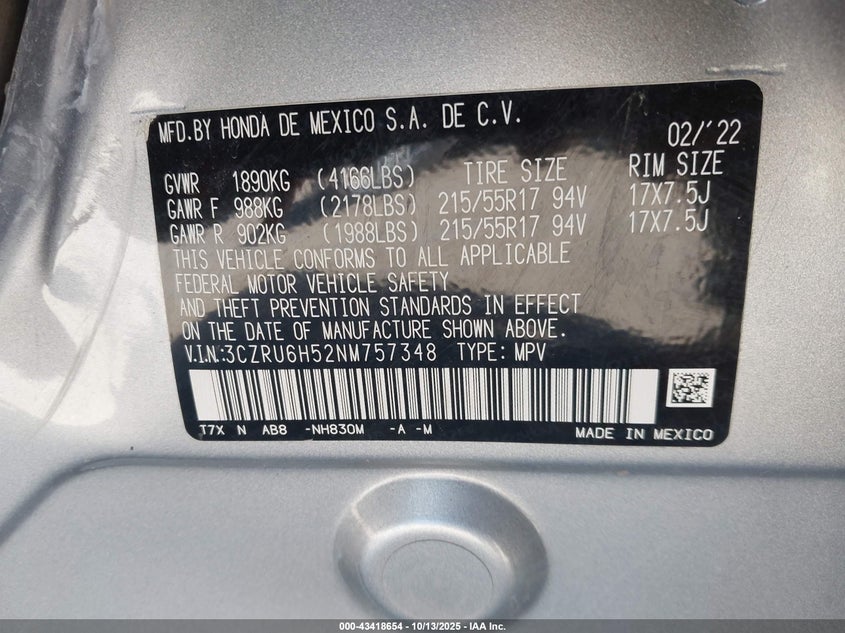 MFD.BY HONDA DE MEXICO S.A. DE C.V.
02/'22
GVWR 1890KG (4166LBS) TIRE SIZE RIM SIZE
GAWR F 988KG (2178LBS) 215/55R17 94V 17X7.5J
GAWR R 902KG (1988LBS) 215/55R17 94V 17X7.5J
THIS VEHICLE CONFORMS TO ALL APPLICABLE
FEDERAL MOTOR VEHICLE SAFETY
AND THEFT PREVENTION STANDARDS IN EFFECT
ON THE DATE OF MANUFACTURE SHOWN ABOVE.
V.I.N:3CZRU6H52NM757348 TYPE: MPV
T7X N AB8 -NH830M -A -M
MADE IN MEXICO
000-43418654 | 10/13/2025 - IAA Inc.